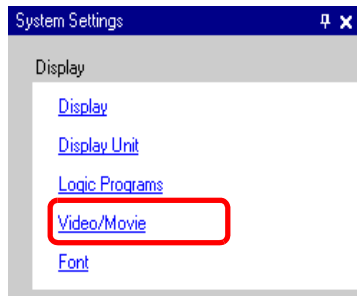 System Settings
Display
Display
Display Unit
Logic Programs
Video/Movie
Font